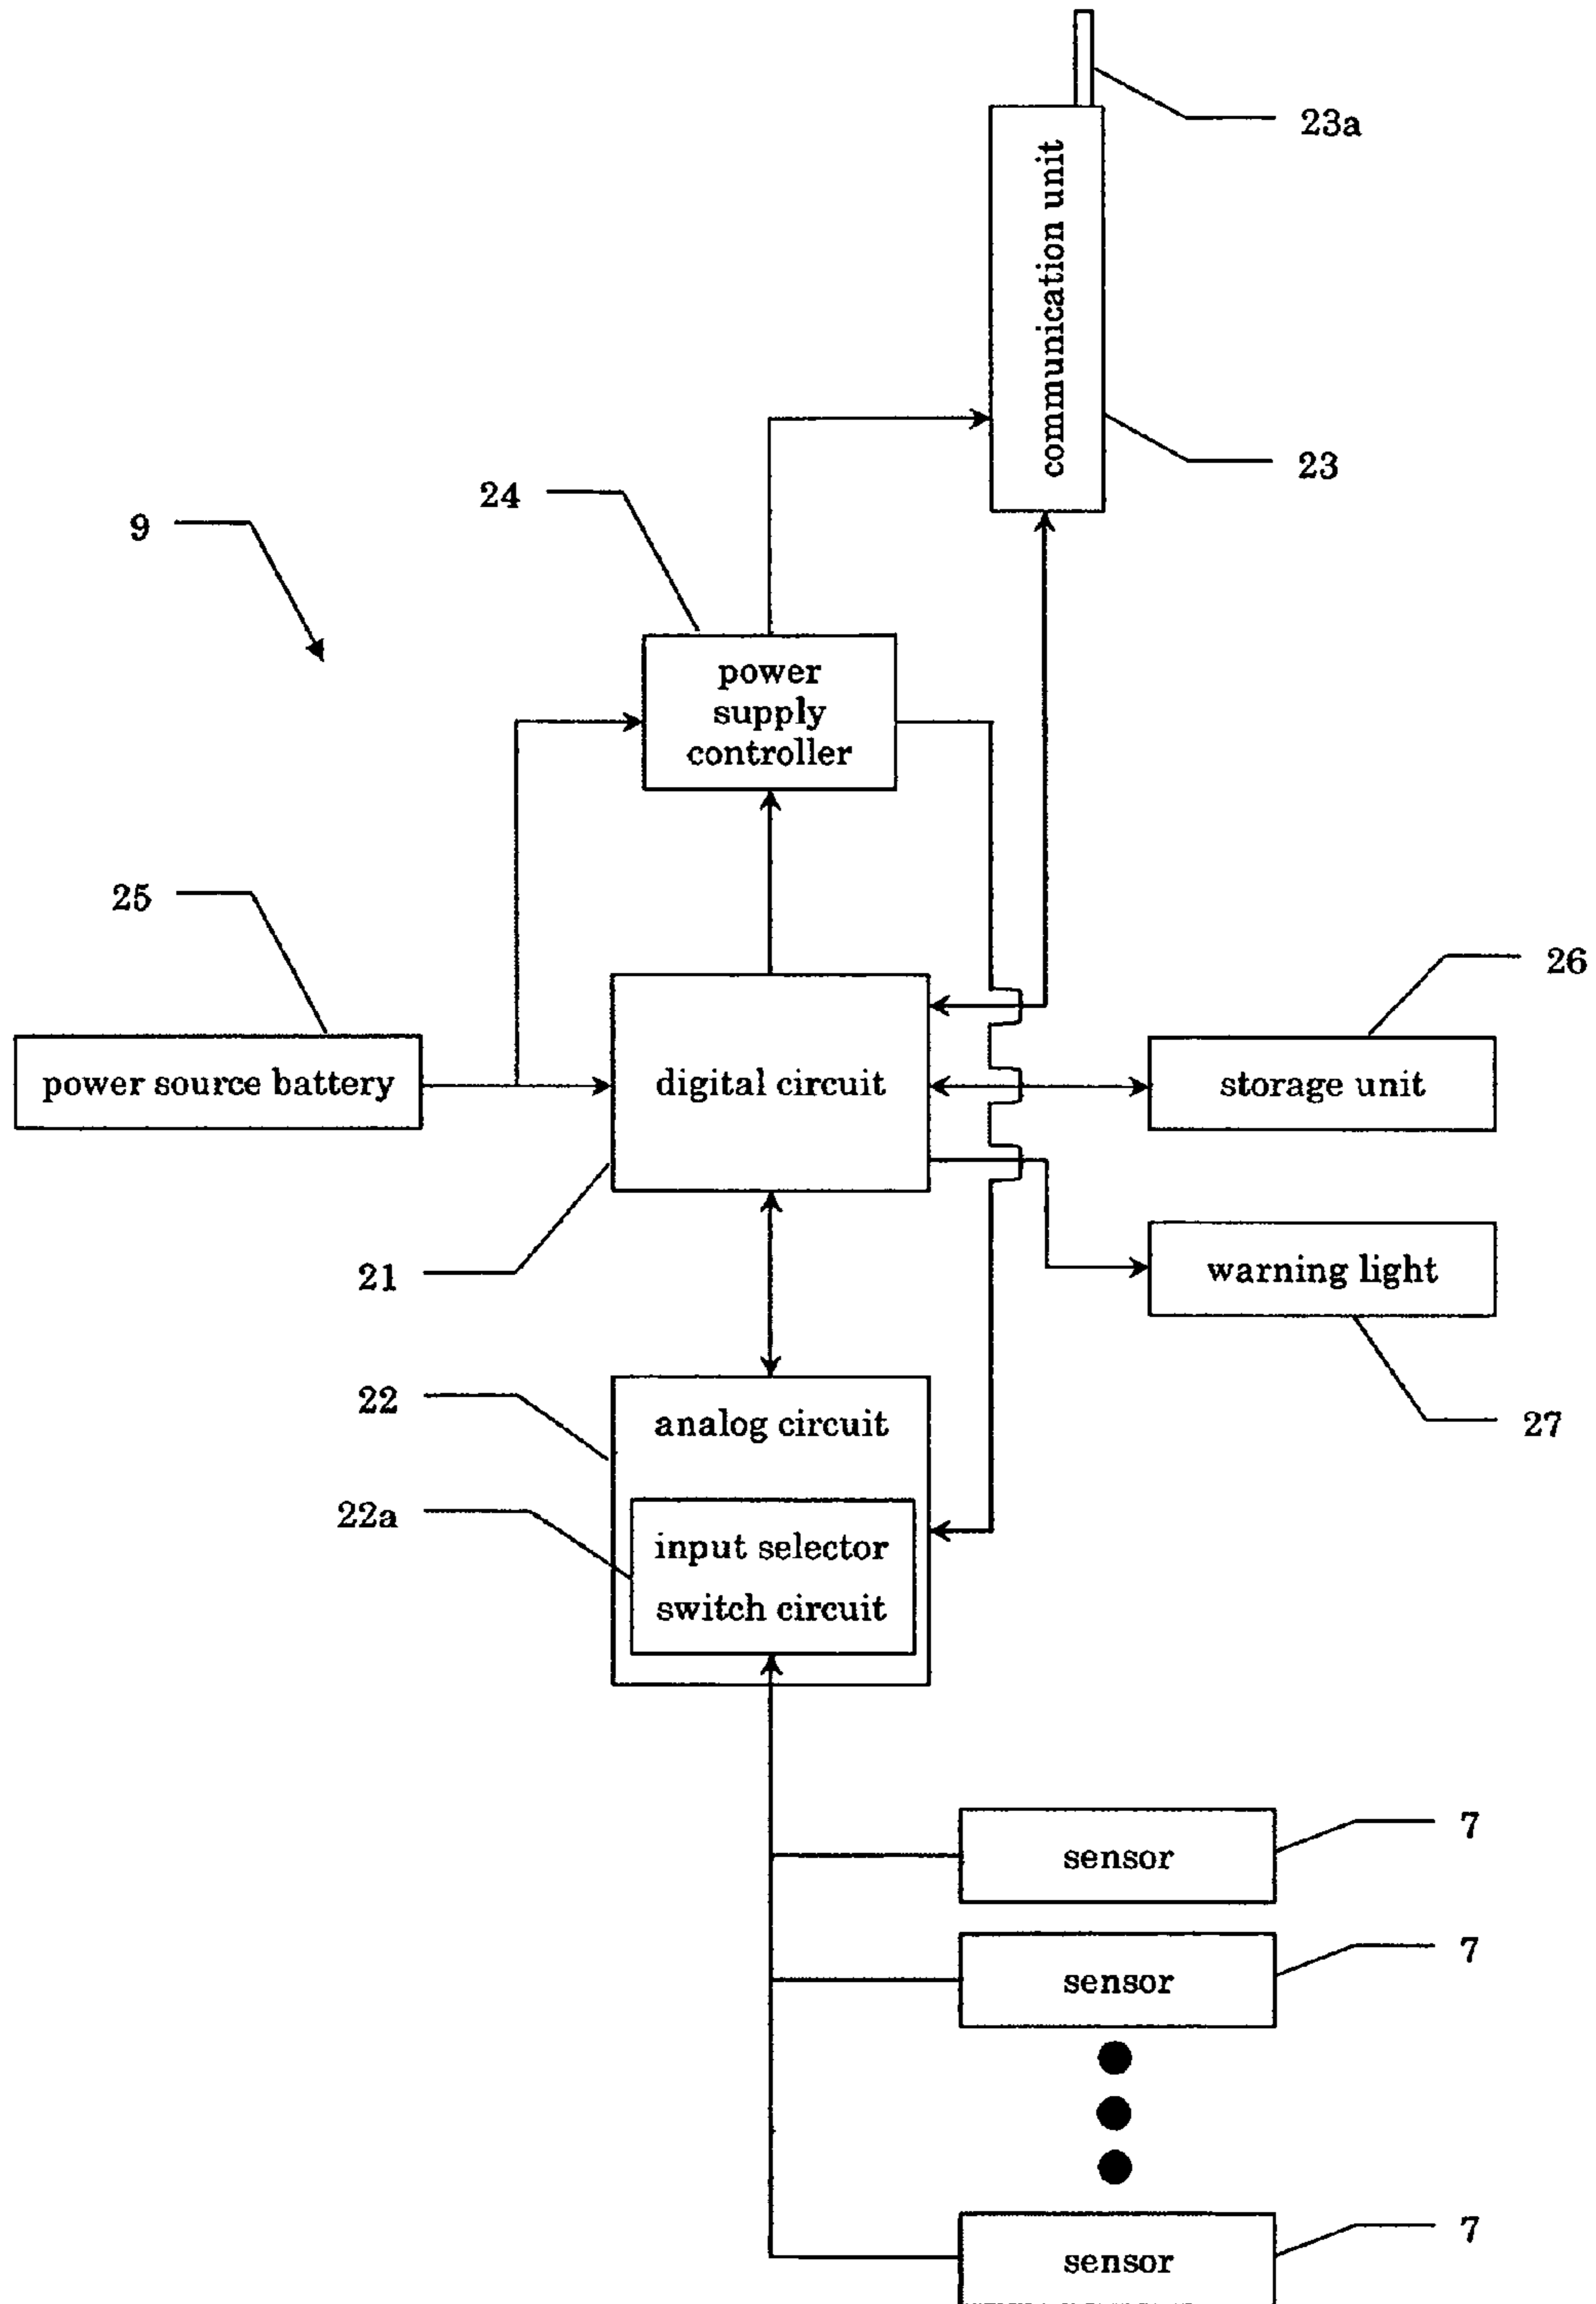 23a
communication unit
23
24
9
power
supply
controller
25
26
power source battery
digital circuit
storage unit
21
warning light
22
analog circuit
27
22a
input selector
switch circuit
7
sensor
7
sensor
7
sensor